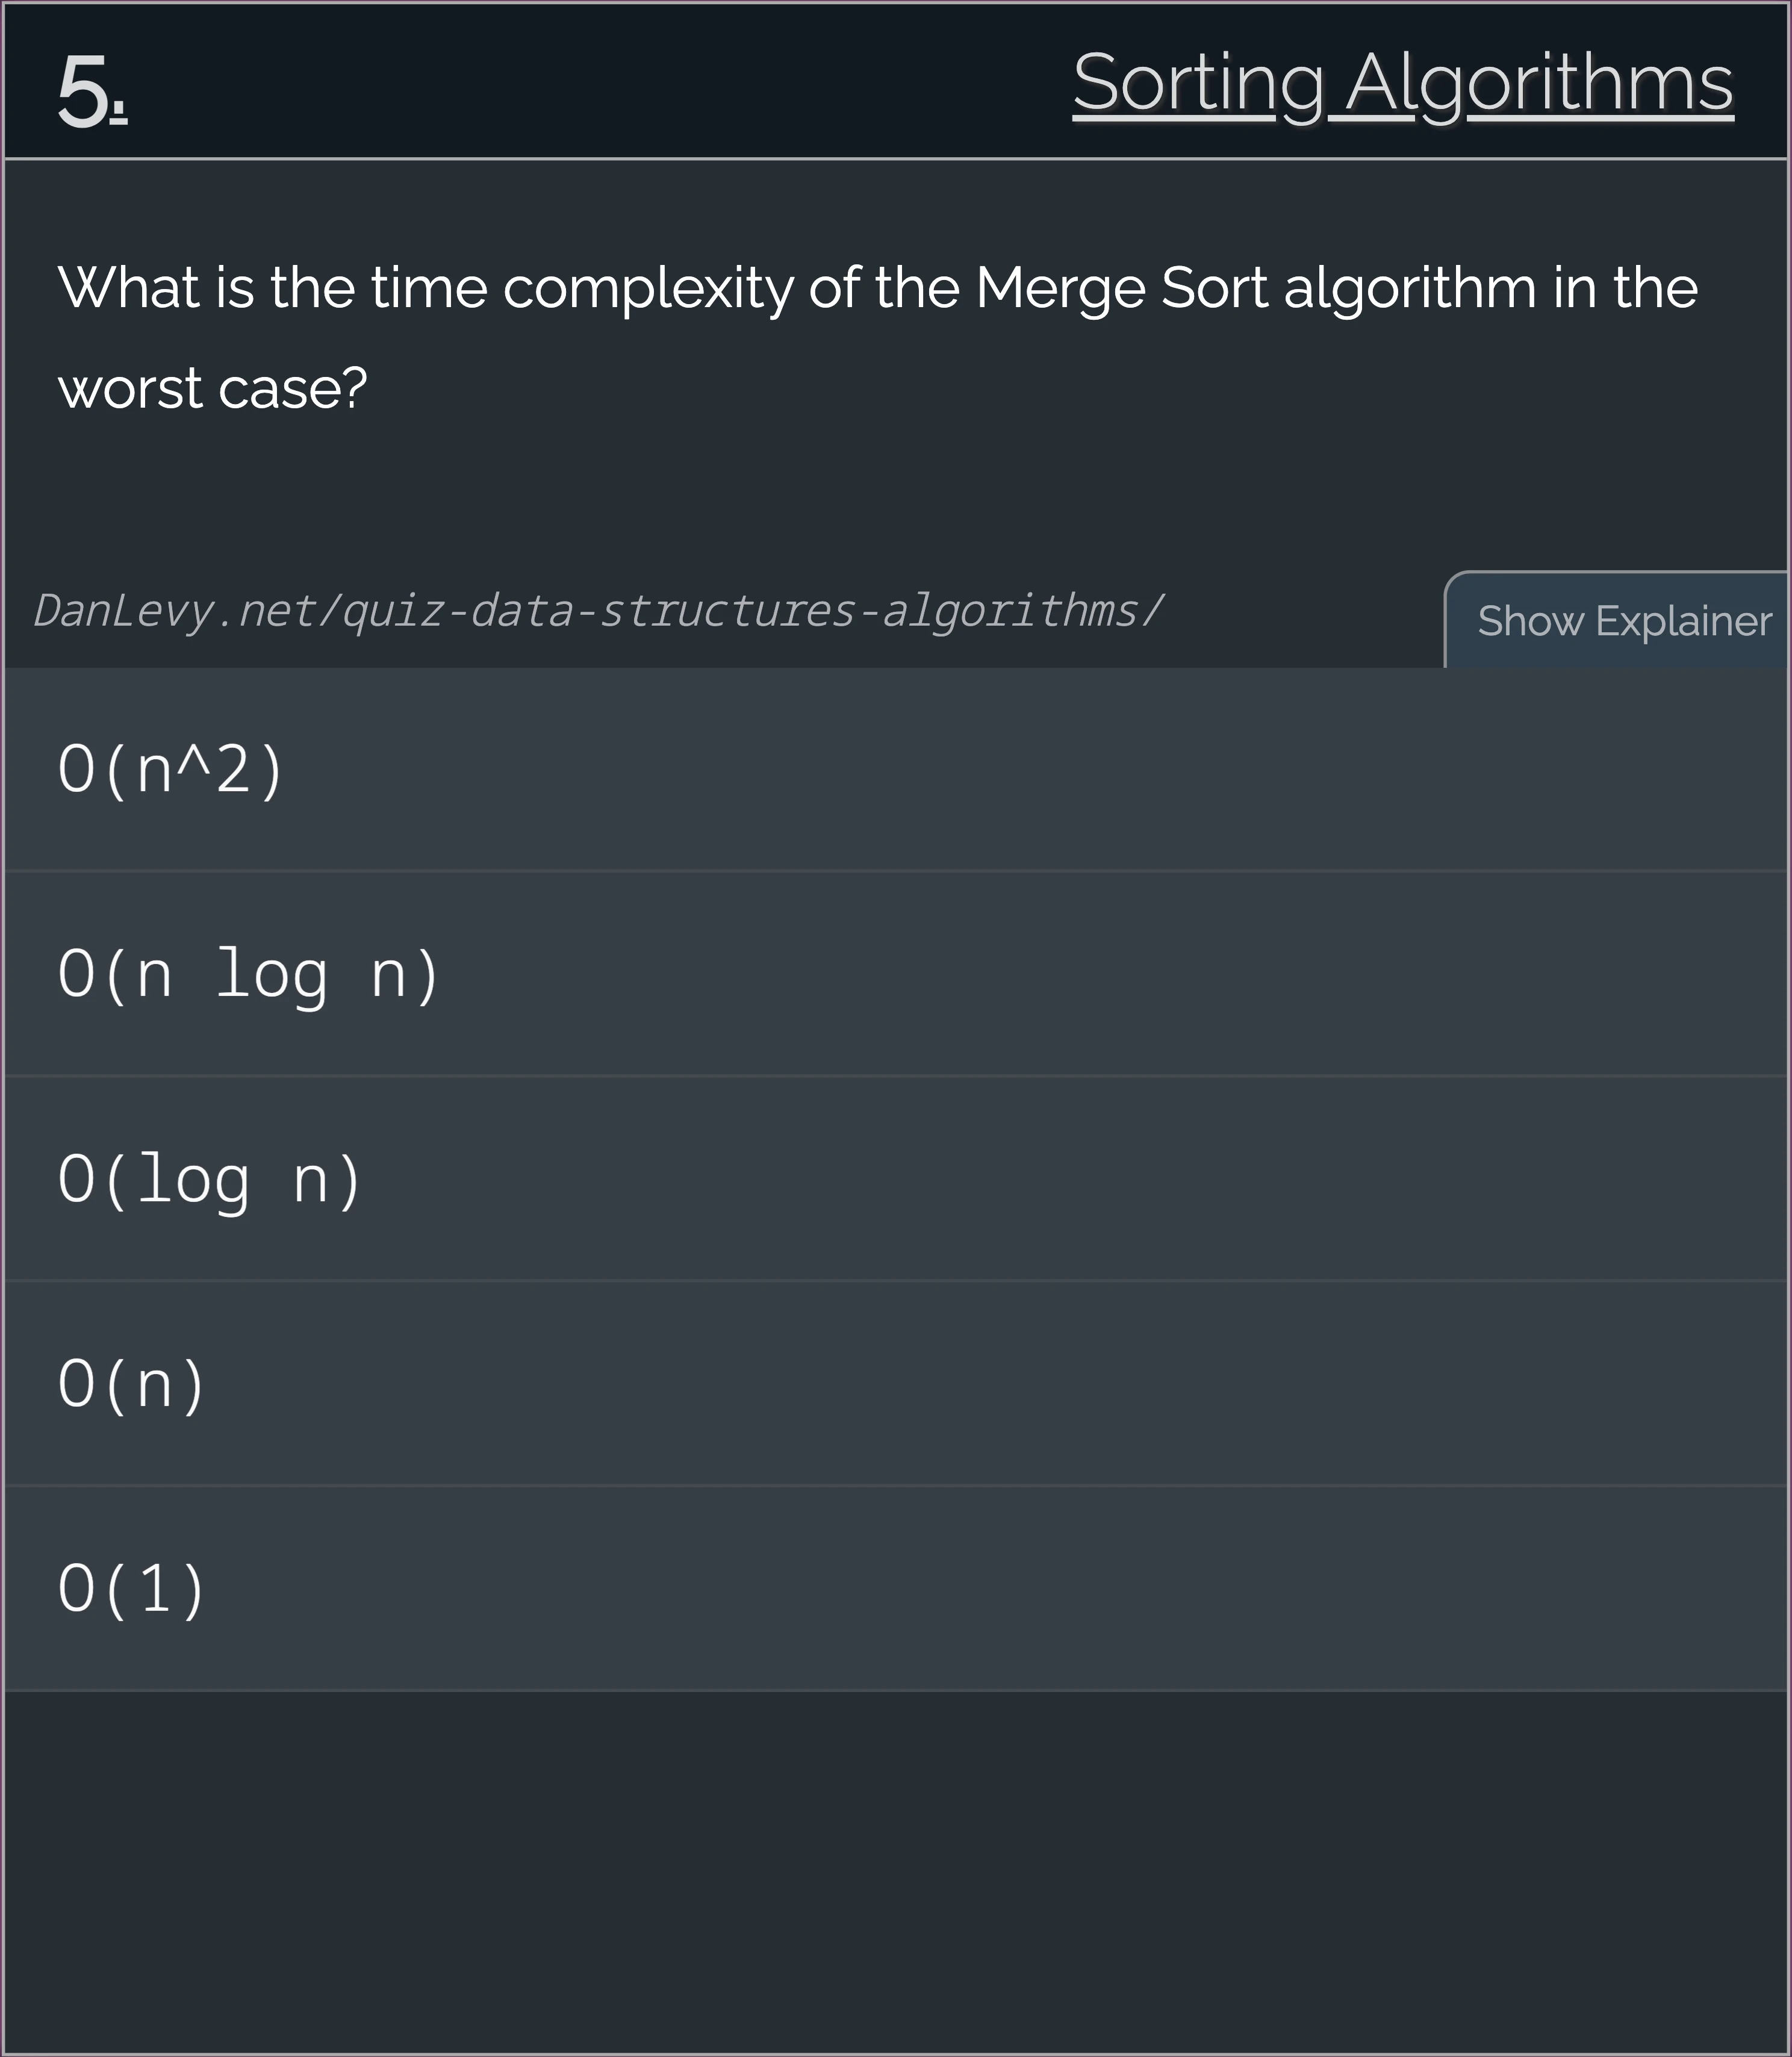 5.
Sorting Algorithms
What is the time complexity of the Merge Sort algorithm in the
worst case?
DanLevy.net/quiz-data-structures-algorithms/
Show Explainer
O(n^2)
O(n log n)
O(log n)
O(n)
O(1)